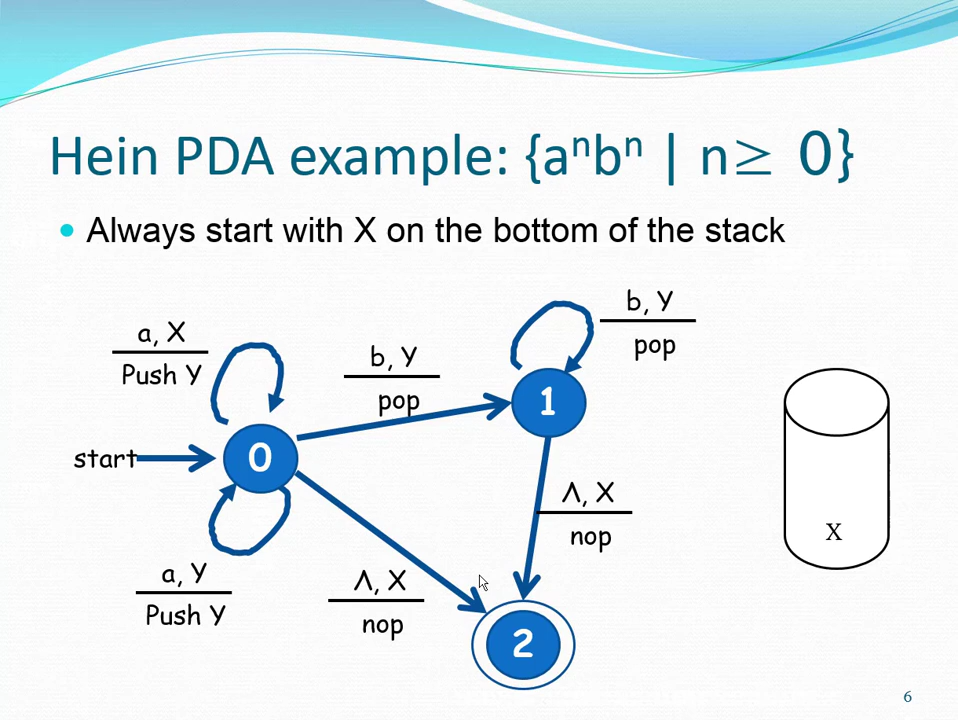 Hein PDA example: {aⁿbⁿ | n≥ 0}
Always start with X on the bottom of the stack
a, X
Push Y
b, Y
pop
b, Y
pop
start
0
1
Λ, X
nop
X
a, Y
Push Y
Λ, X
nop
2
6